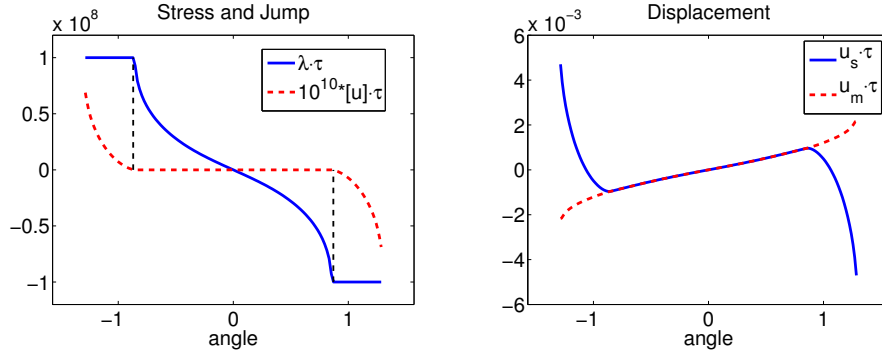 Stress and Jump
x 10^8
1
0.5
0
−0.5
−1
−1 0 1
angle
λ·τ
10^10*[u]·τ
Displacement
x 10^−3
6
4
2
0
−2
−4
−6
−1 0 1
angle
u_s·τ
u_m·τ